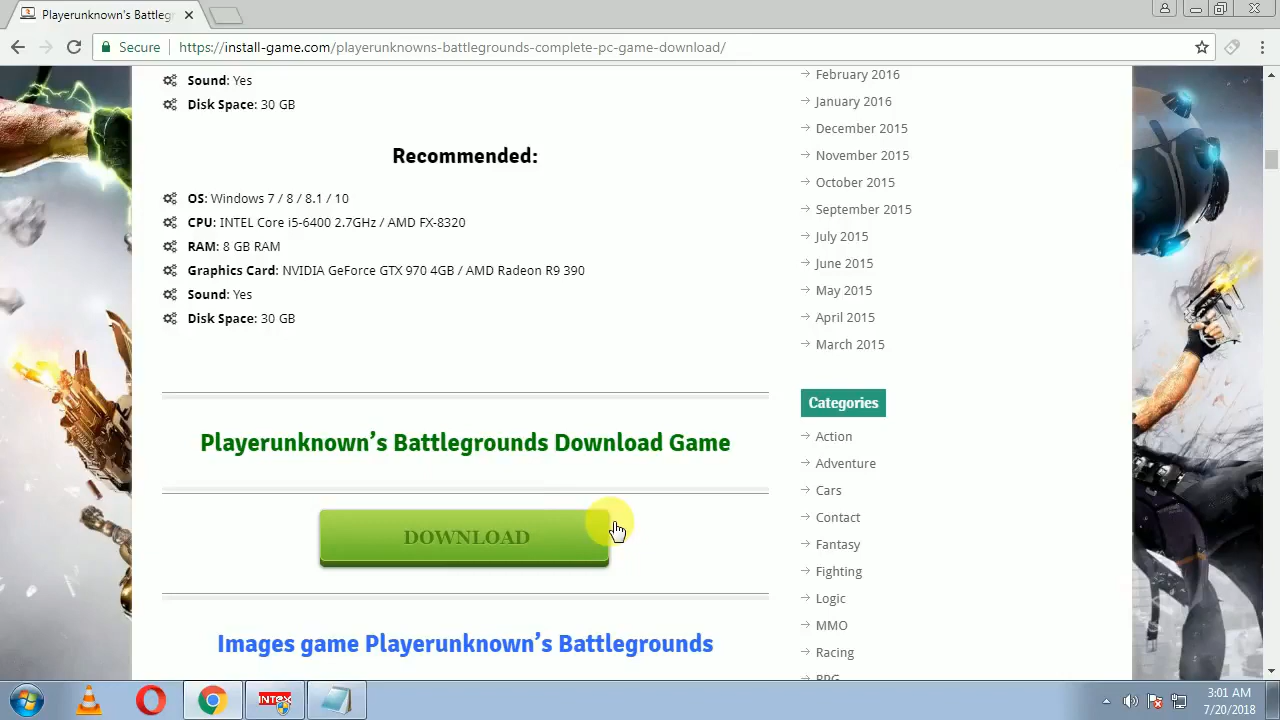 Playerunknown's Battleg
Secure
https://install-game.com/playerunknowns-battlegrounds-complete-pc-game-download/
Sound: Yes
Disk Space: 30 GB
Recommended:
OS: Windows 7 / 8 / 8.1 / 10
CPU: INTEL Core i5-6400 2.7GHz / AMD FX-8320
RAM: 8 GB RAM
Graphics Card: NVIDIA GeForce GTX 970 4GB / AMD Radeon R9 390
Sound: Yes
Disk Space: 30 GB
Playerunknown’s Battlegrounds Download Game
DOWNLOAD
Images game Playerunknown’s Battlegrounds
February 2016
January 2016
December 2015
November 2015
October 2015
September 2015
July 2015
June 2015
May 2015
April 2015
March 2015
Categories
Action
Adventure
Cars
Contact
Fantasy
Fighting
Logic
MMO
Racing
RPG
INTEX
3:01 AM
7/20/2018